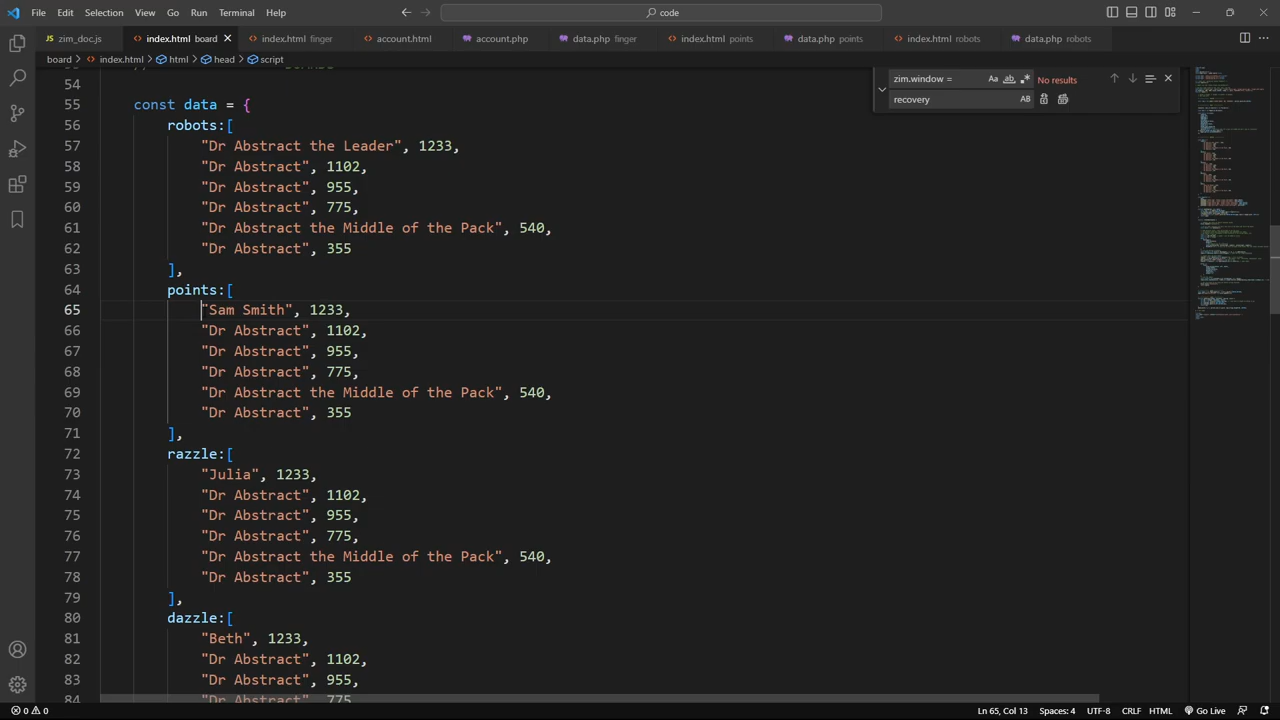 File Edit Selection View Go Run Terminal Help
code
zim_doc.js
index.html board
index.html finger
account.html
account.php
data.php finger
index.html points
data.php points
index.html robots
data.php robots
board > index.html > html > head > script
zim.window =
Aa ab .*
No results
recovery
AB
54
55 const data = {
56 robots:[
57 "Dr Abstract the Leader", 1233,
58 "Dr Abstract", 1102,
59 "Dr Abstract", 955,
60 "Dr Abstract", 775,
61 "Dr Abstract the Middle of the Pack", 540,
62 "Dr Abstract", 355
63 ],
64 points:[
65 "Sam Smith", 1233,
66 "Dr Abstract", 1102,
67 "Dr Abstract", 955,
68 "Dr Abstract", 775,
69 "Dr Abstract the Middle of the Pack", 540,
70 "Dr Abstract", 355
71 ],
72 razzle:[
73 "Julia", 1233,
74 "Dr Abstract", 1102,
75 "Dr Abstract", 955,
76 "Dr Abstract", 775,
77 "Dr Abstract the Middle of the Pack", 540,
78 "Dr Abstract", 355
79 ],
80 dazzle:[
81 "Beth", 1233,
82 "Dr Abstract", 1102,
83 "Dr Abstract", 955,
84 "Dr Abstract", 775
0 0
Ln 65, Col 13 Spaces: 4 UTF-8 CRLF HTML Go Live